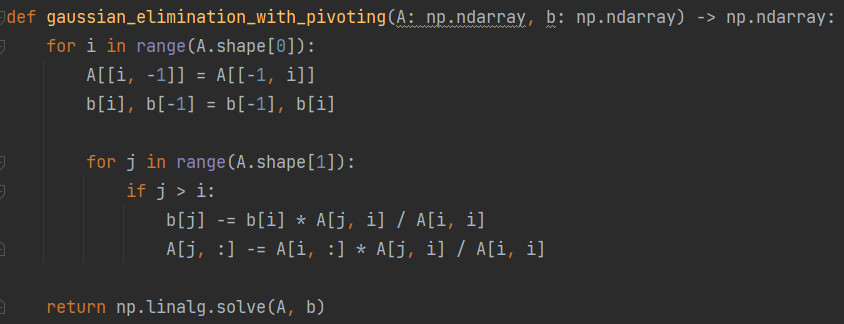 def gaussian_elimination_with_pivoting(A: np.ndarray, b: np.ndarray) -> np.ndarray:
    for i in range(A.shape[0]):
        A[[i, -1]] = A[[-1, i]]
        b[i], b[-1] = b[-1], b[i]

        for j in range(A.shape[1]):
            if j > i:
                b[j] -= b[i] * A[j, i] / A[i, i]
                A[j, :] -= A[i, :] * A[j, i] / A[i, i]

    return np.linalg.solve(A, b)